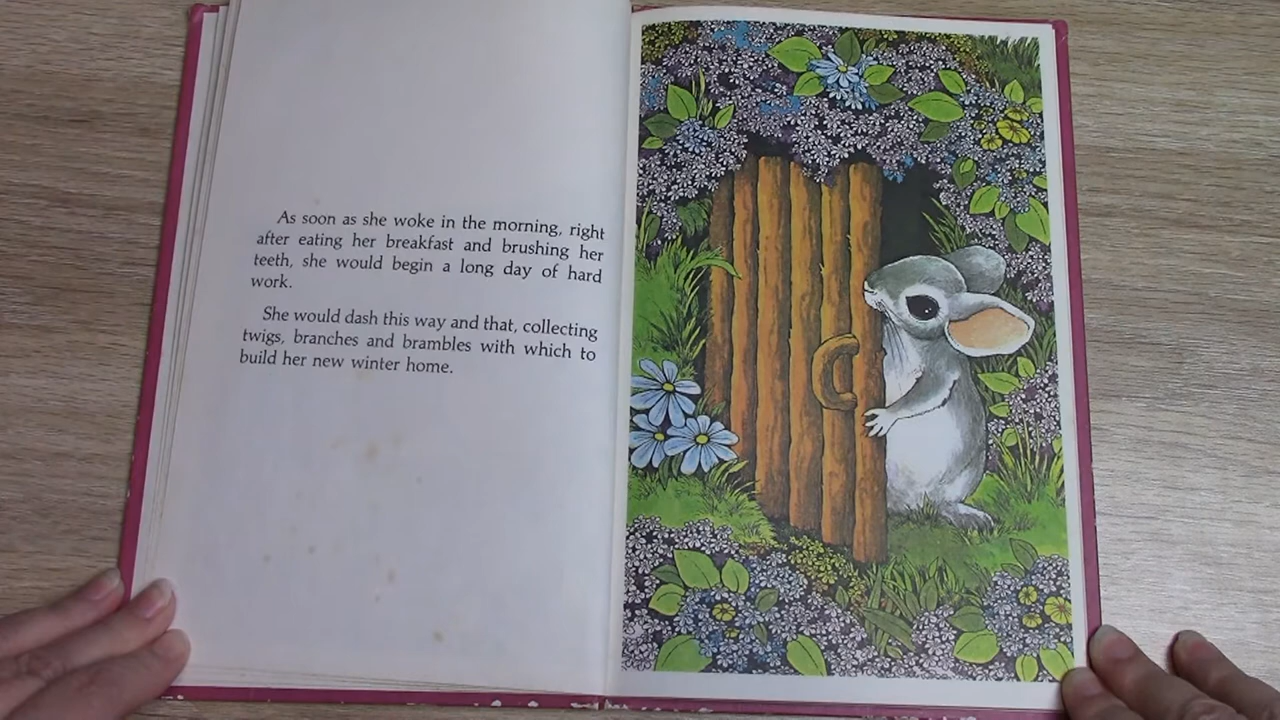 As soon as she woke in the morning, right
after eating her breakfast and brushing her
teeth, she would begin a long day of hard
work.
She would dash this way and that, collecting
twigs, branches and brambles with which to
build her new winter home.